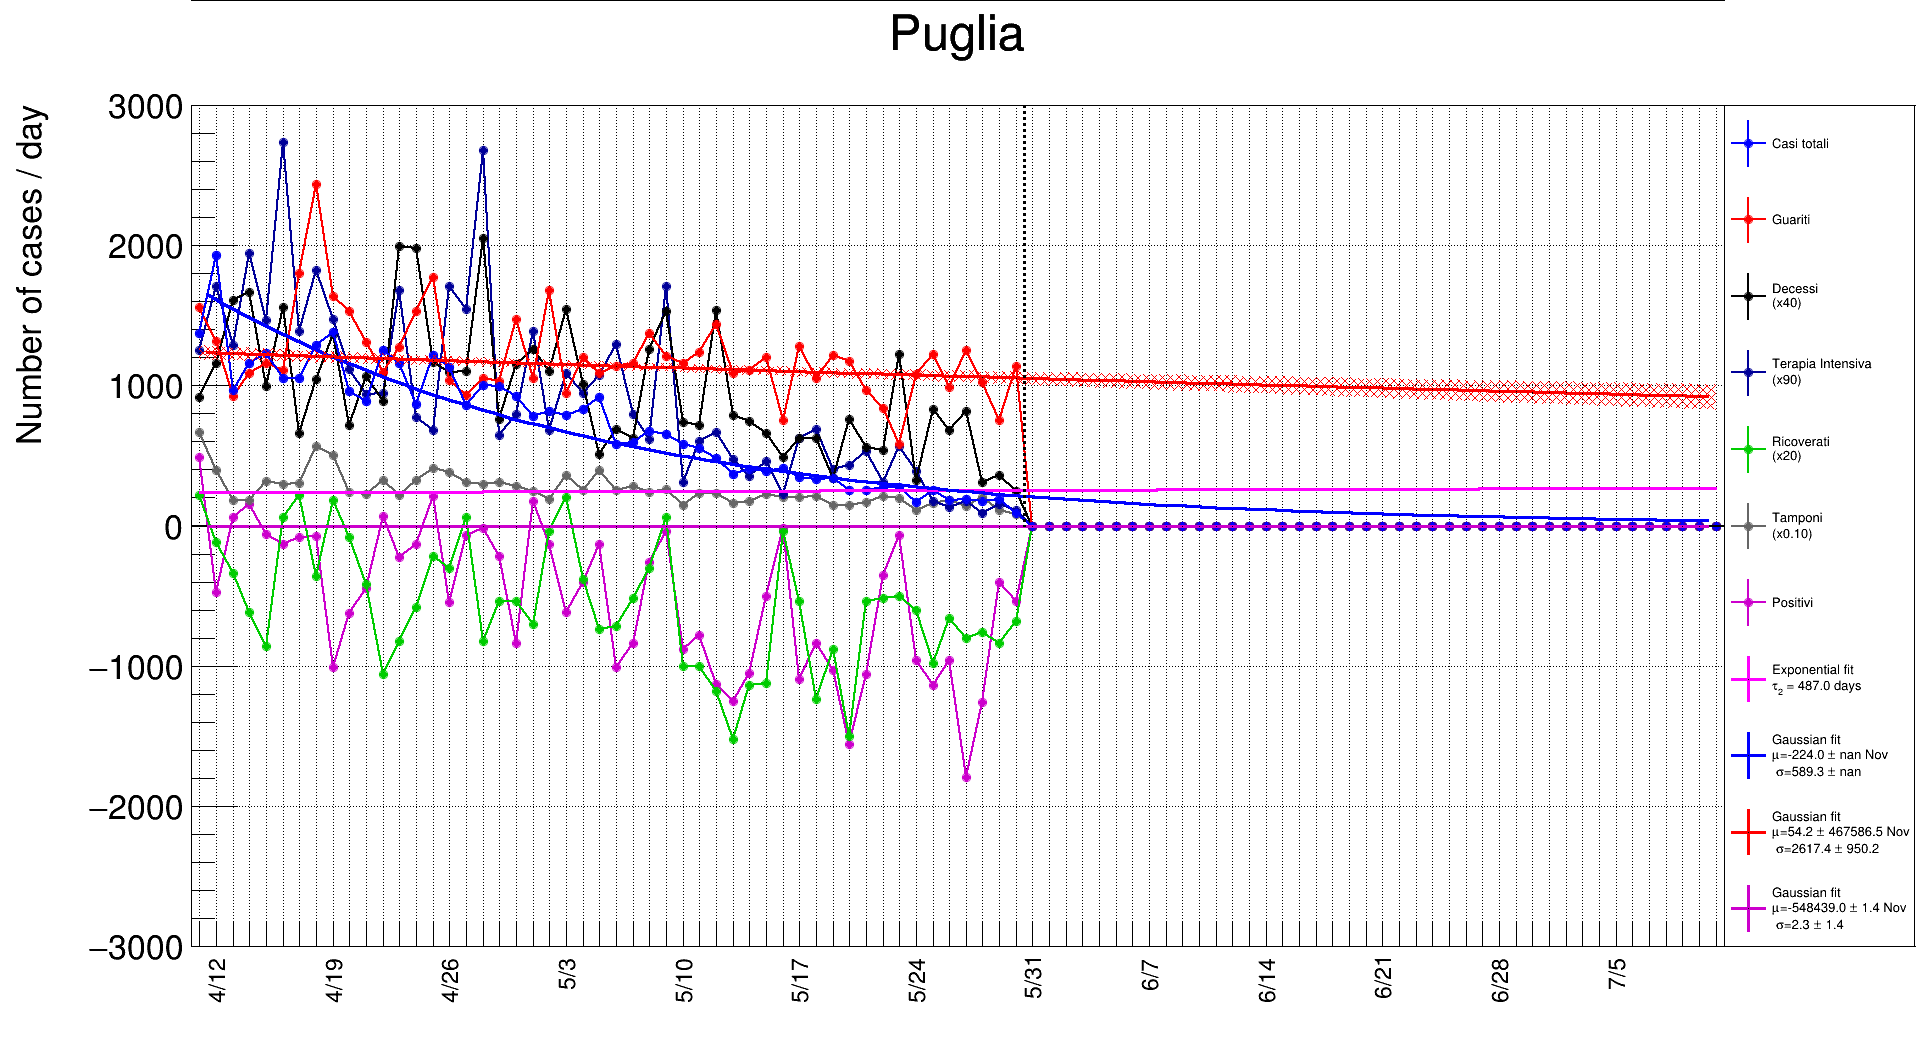 Puglia
Number of cases / day
3000
2000
1000
0
−1000
−2000
−3000
4/12
4/19
4/26
5/3
5/10
5/17
5/24
5/31
6/7
6/14
6/21
6/28
7/5
Casi totali
Guariti
Decessi
(x40)
Terapia Intensiva
(x90)
Ricoverati
(x20)
Tamponi
(x0.10)
Positivi
Exponential fit
τ2 = 487.0 days
Gaussian fit
μ=-224.0 ± nan Nov
σ=589.3 ± nan
Gaussian fit
μ=54.2 ± 467586.5 Nov
σ=2617.4 ± 950.2
Gaussian fit
μ=-548439.0 ± 1.4 Nov
σ=2.3 ± 1.4